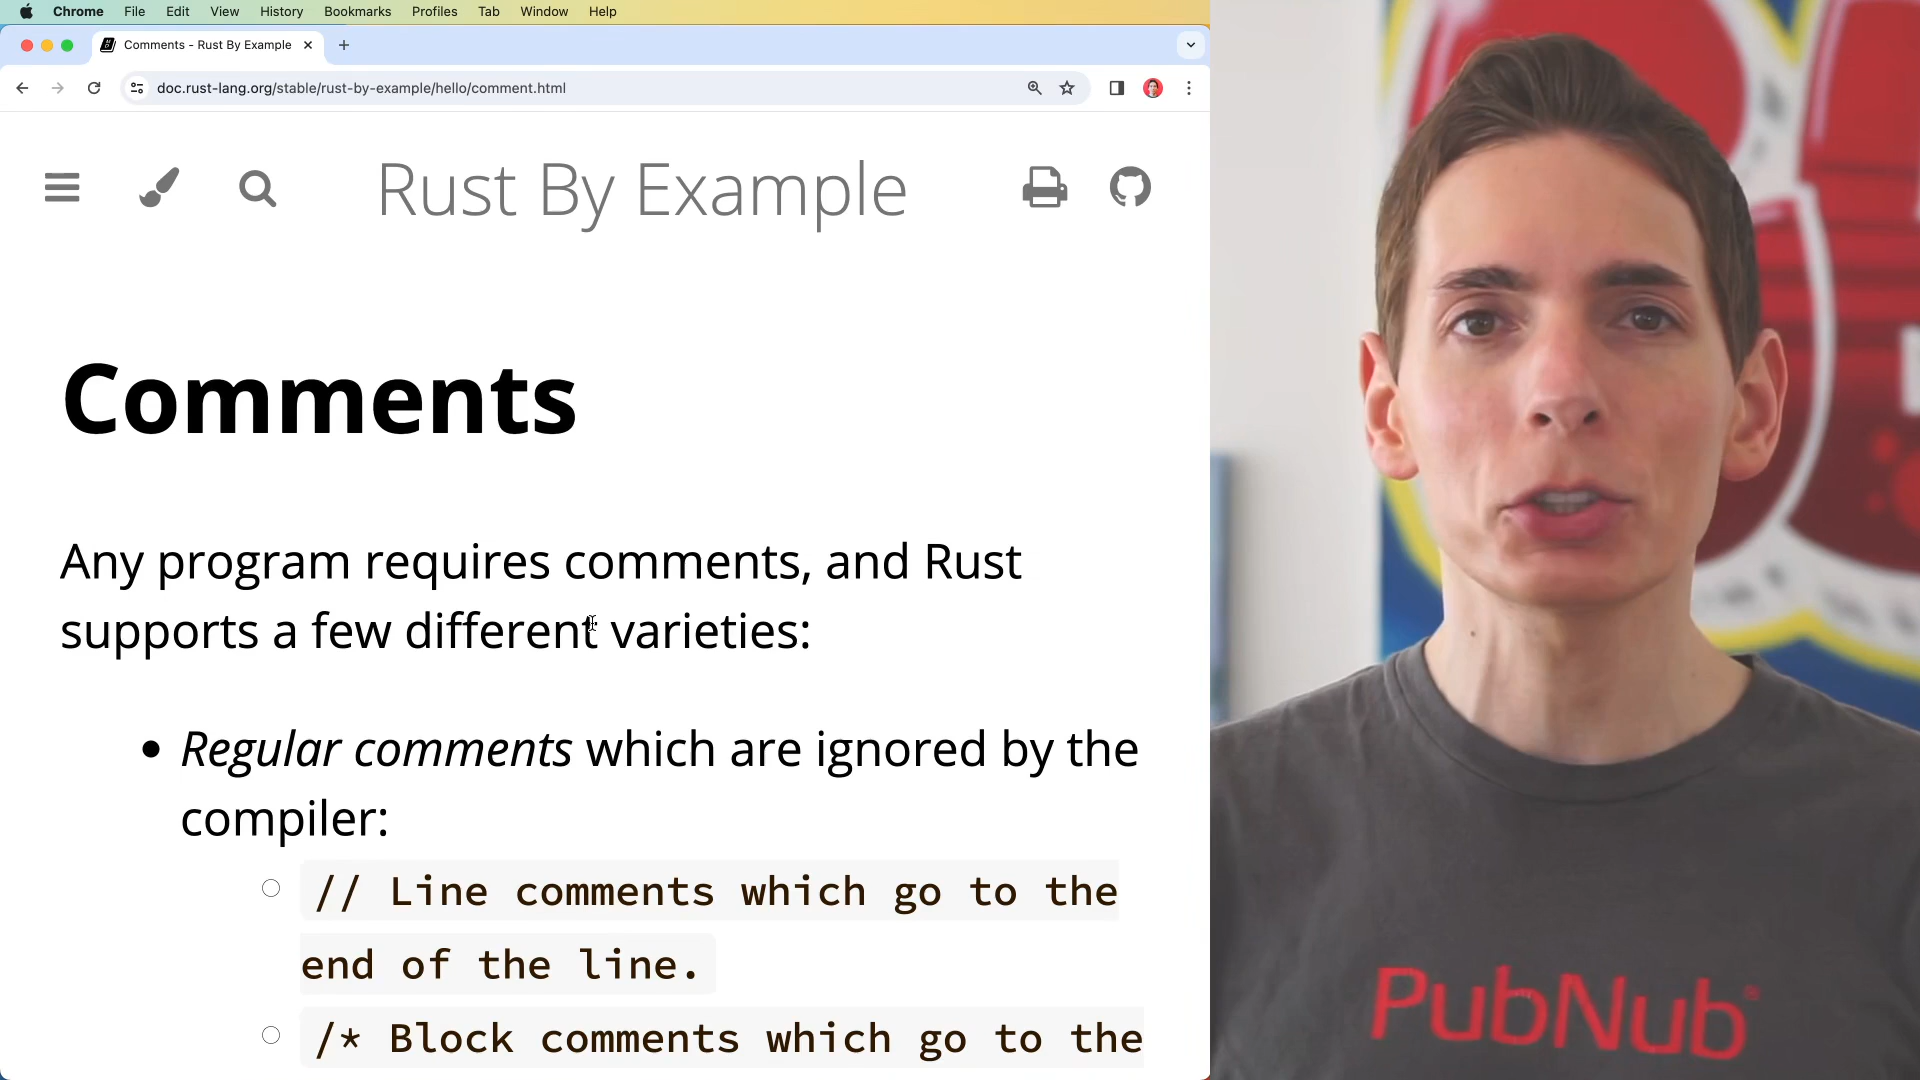 Chrome File Edit View History Bookmarks Profiles Tab Window Help
Comments - Rust By Example
doc.rust-lang.org/stable/rust-by-example/hello/comment.html
Rust By Example
Comments
Any program requires comments, and Rust
supports a few different varieties:
• Regular comments which are ignored by the
compiler:
// Line comments which go to the
end of the line.
/* Block comments which go to the
PubNub